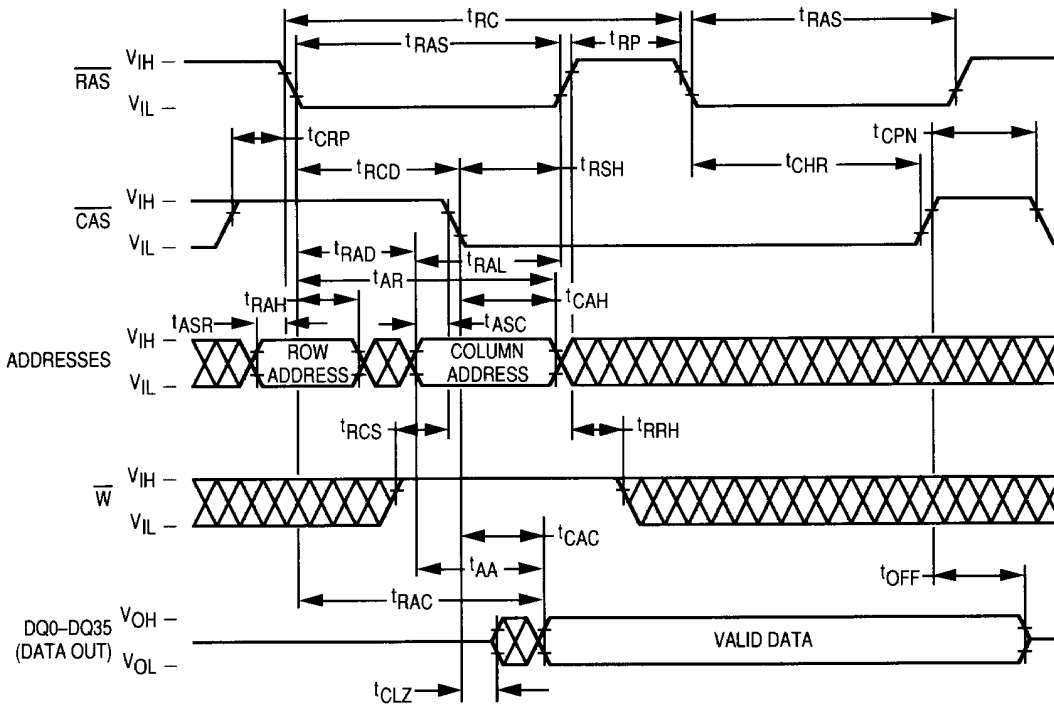 tRC
tRAS
tRP
tRAS
RAS
VIH
VIL
tCRP
tRCD
tRSH
tCHR
tCPN
CAS
VIH
VIL
tRAD
tRAL
tAR
tRAH
tCAH
tASR
tASC
ADDRESSES
VIH
VIL
ROW ADDRESS
COLUMN ADDRESS
tRCS
tRRH
W
VIH
VIL
tCAC
tAA
tOFF
tRAC
DQ0–DQ35
(DATA OUT)
VOH
VOL
VALID DATA
tCLZ